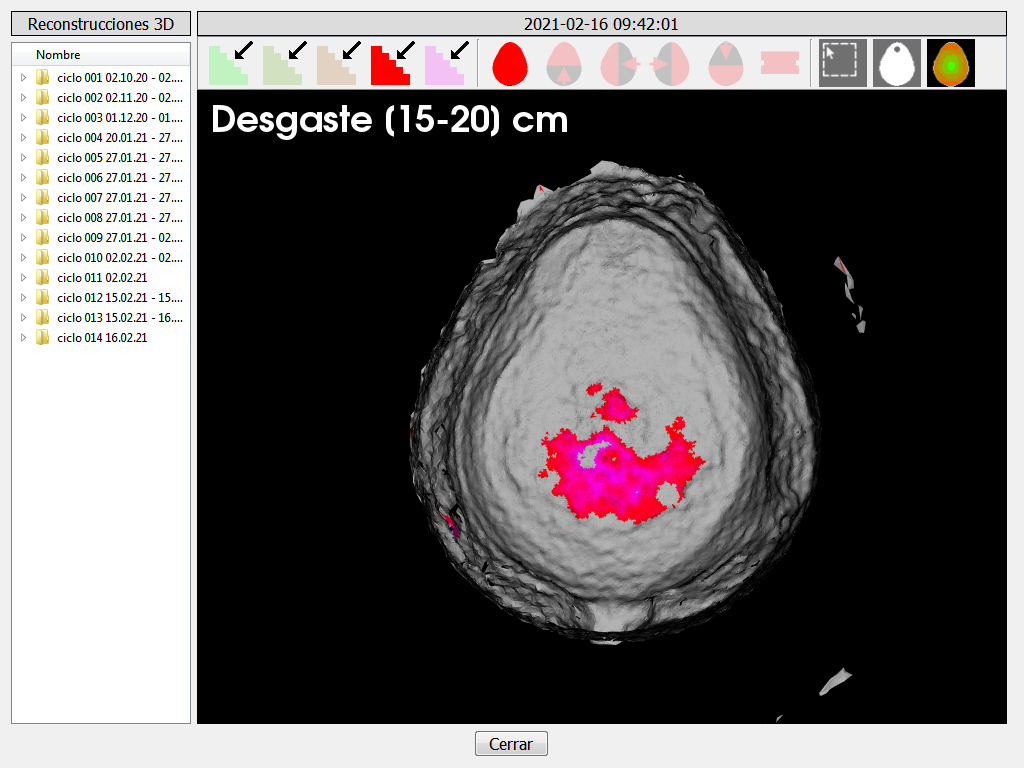 Reconstrucciones 3D
2021-02-16 09:42:01
Nombre
ciclo 001 02.10.20 - 02....
ciclo 002 02.11.20 - 02....
ciclo 003 01.12.20 - 01....
ciclo 004 20.01.21 - 27....
ciclo 005 27.01.21 - 27....
ciclo 006 27.01.21 - 27....
ciclo 007 27.01.21 - 27....
ciclo 008 27.01.21 - 27....
ciclo 009 27.01.21 - 02....
ciclo 010 02.02.21 - 02....
ciclo 011 02.02.21
ciclo 012 15.02.21 - 15....
ciclo 013 15.02.21 - 16....
ciclo 014 16.02.21
Desgaste (15-20) cm
Cerrar